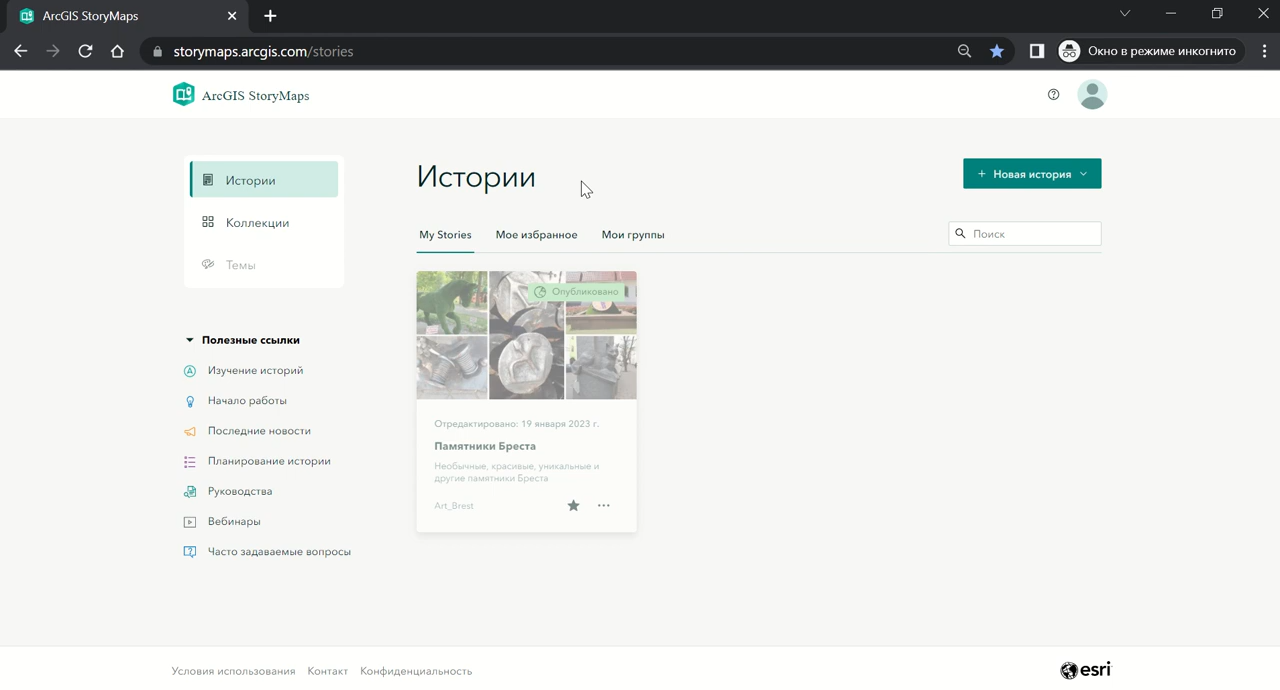 ArcGIS StoryMaps
storymaps.arcgis.com/stories
Окно в режиме инкогнито
ArcGIS StoryMaps
Истории
Коллекции
Темы
Полезные ссылки
Изучение историй
Начало работы
Последние новости
Планирование истории
Руководства
Вебинары
Часто задаваемые вопросы
Истории
+ Новая история
My Stories Мое избранное Мои группы
Поиск
Опубликовано
Отредактировано: 19 января 2023 г.
Памятники Бреста
Необычные, красивые, уникальные и
другие памятники Бреста
Art_Brest
Условия использования Контакт Конфиденциальность
esri